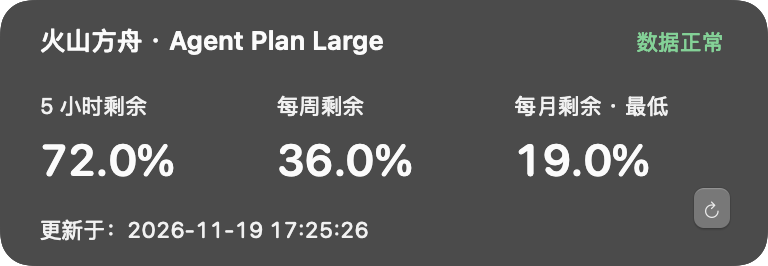 火山方舟 · Agent Plan Large
数据正常
5 小时剩余
每周剩余
每月剩余 · 最低
72.0%
36.0%
19.0%
更新于：2026-11-19 17:25:26